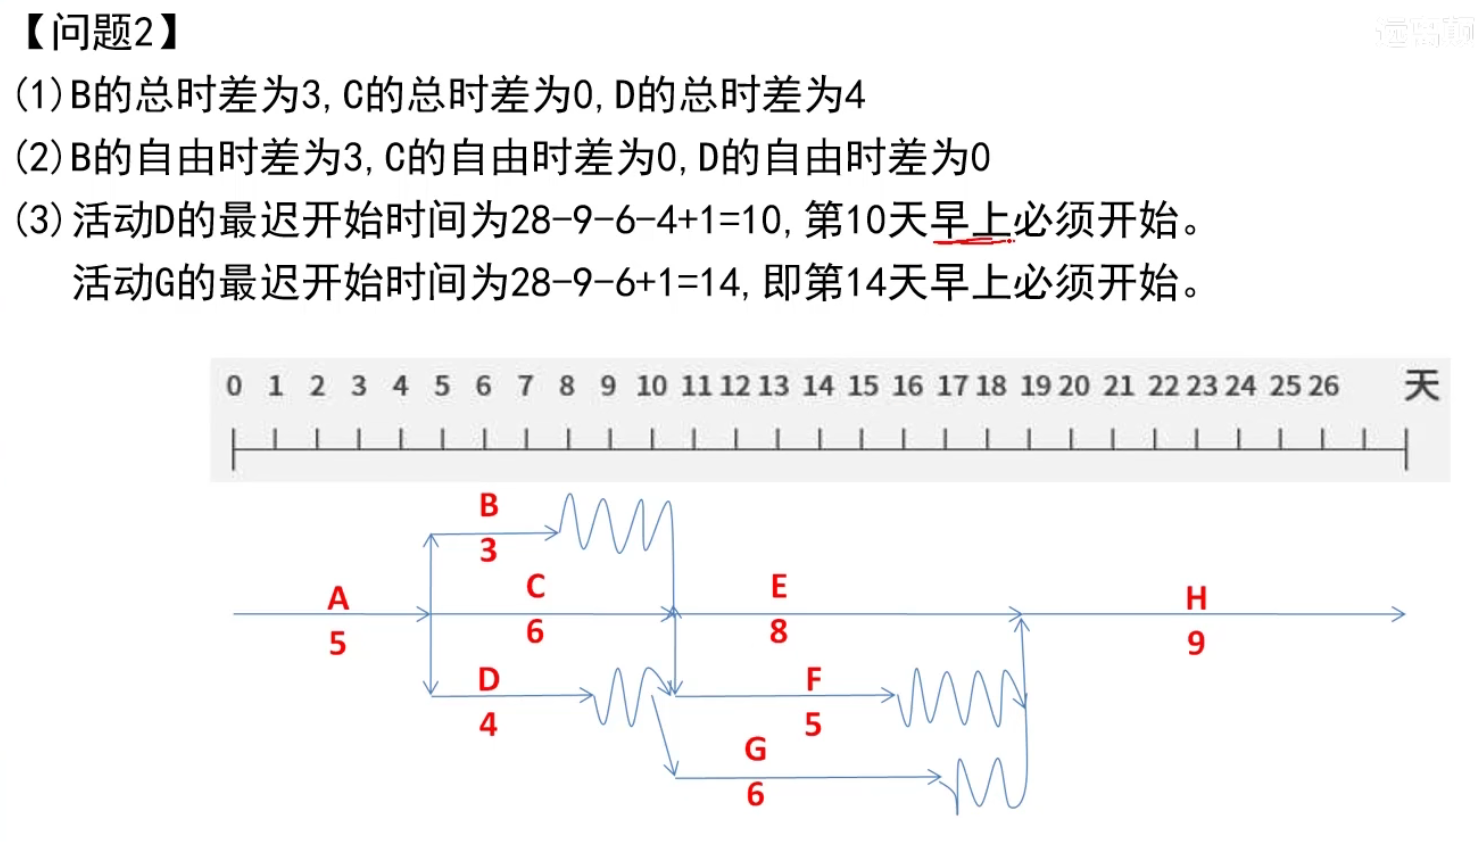 【问题2】
(1)B的总时差为3,C的总时差为0,D的总时差为4
(2)B的自由时差为3,C的自由时差为0,D的自由时差为0
(3)活动D的最迟开始时间为28-9-6-4+1=10,第10天早上必须开始。
活动G的最迟开始时间为28-9-6+1=14,即第14天早上必须开始。
0 1 2 3 4 5 6 7 8 9 10 11 12 13 14 15 16 17 18 19 20 21 22 23 24 25 26 天
B
3
A
5
C
6
E
8
H
9
D
4
F
5
G
6